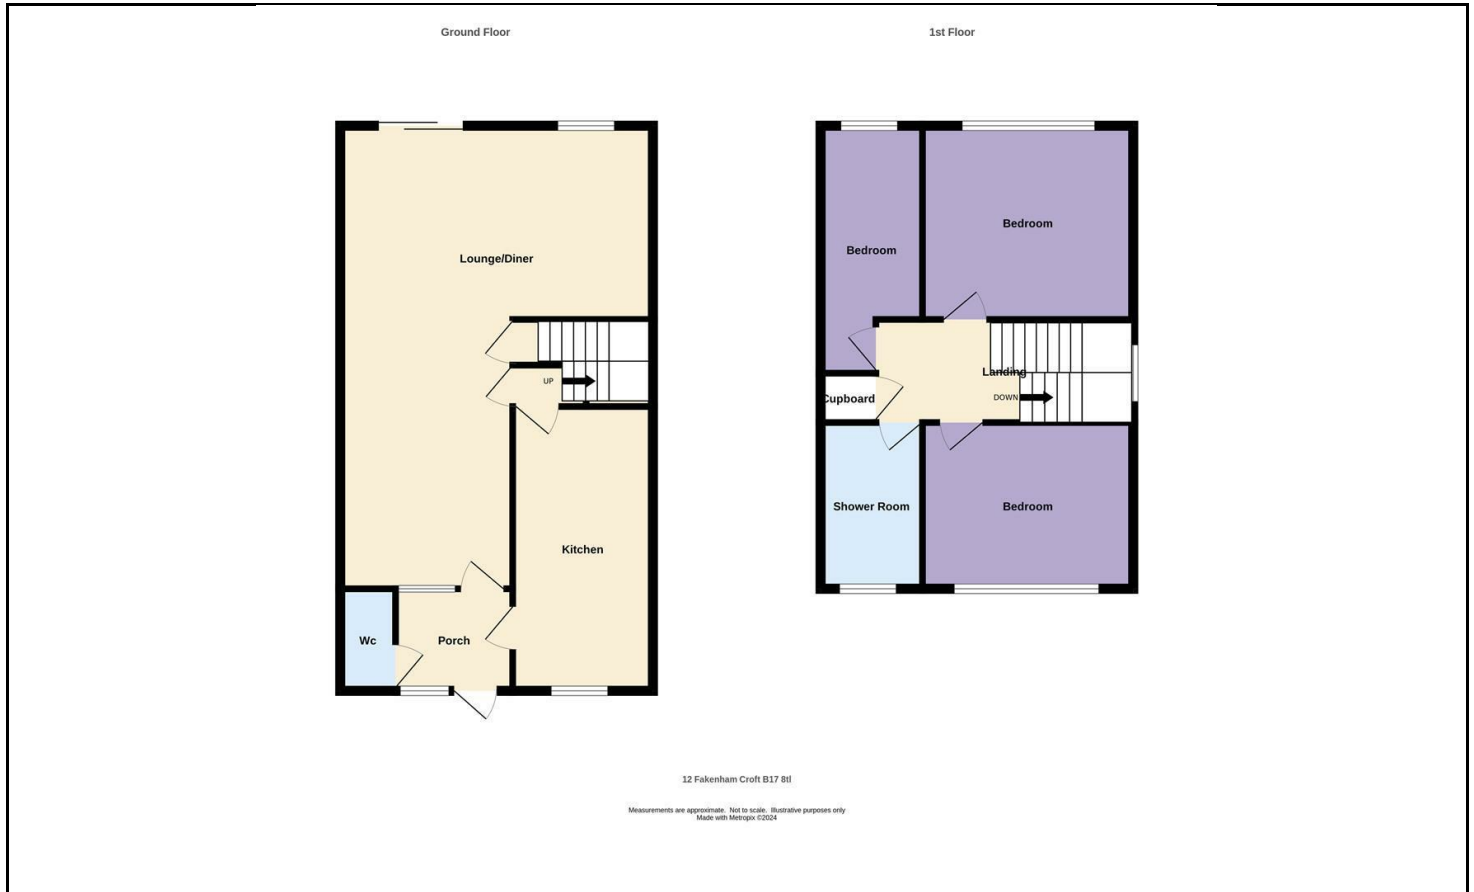 Ground Floor
1st Floor
Lounge/Diner
UP
Kitchen
Wc
Porch
Bedroom
Bedroom
Landing
Cupboard
DOWN
Shower Room
Bedroom
12 Fakenham Croft B17 8tl
Measurements are approximate. Not to scale. Illustrative purposes only
Made with Metropix ©2024